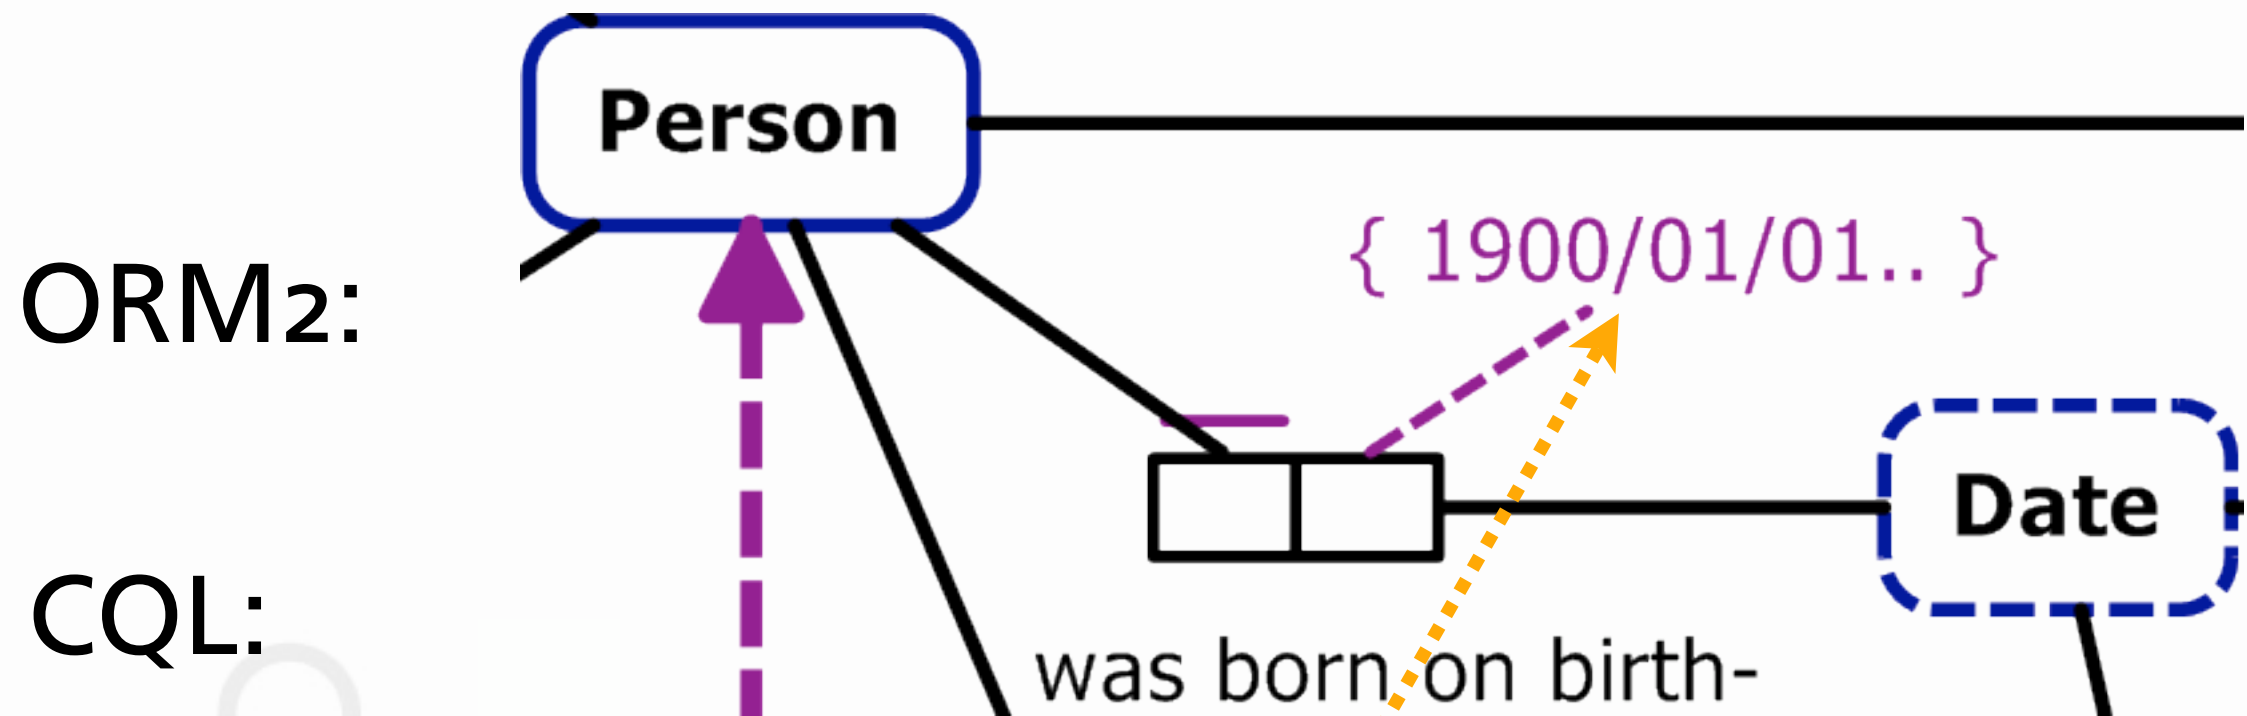 Person
{ 1900/01/01.. }
ORM2:
Date
CQL:
was born on birth-